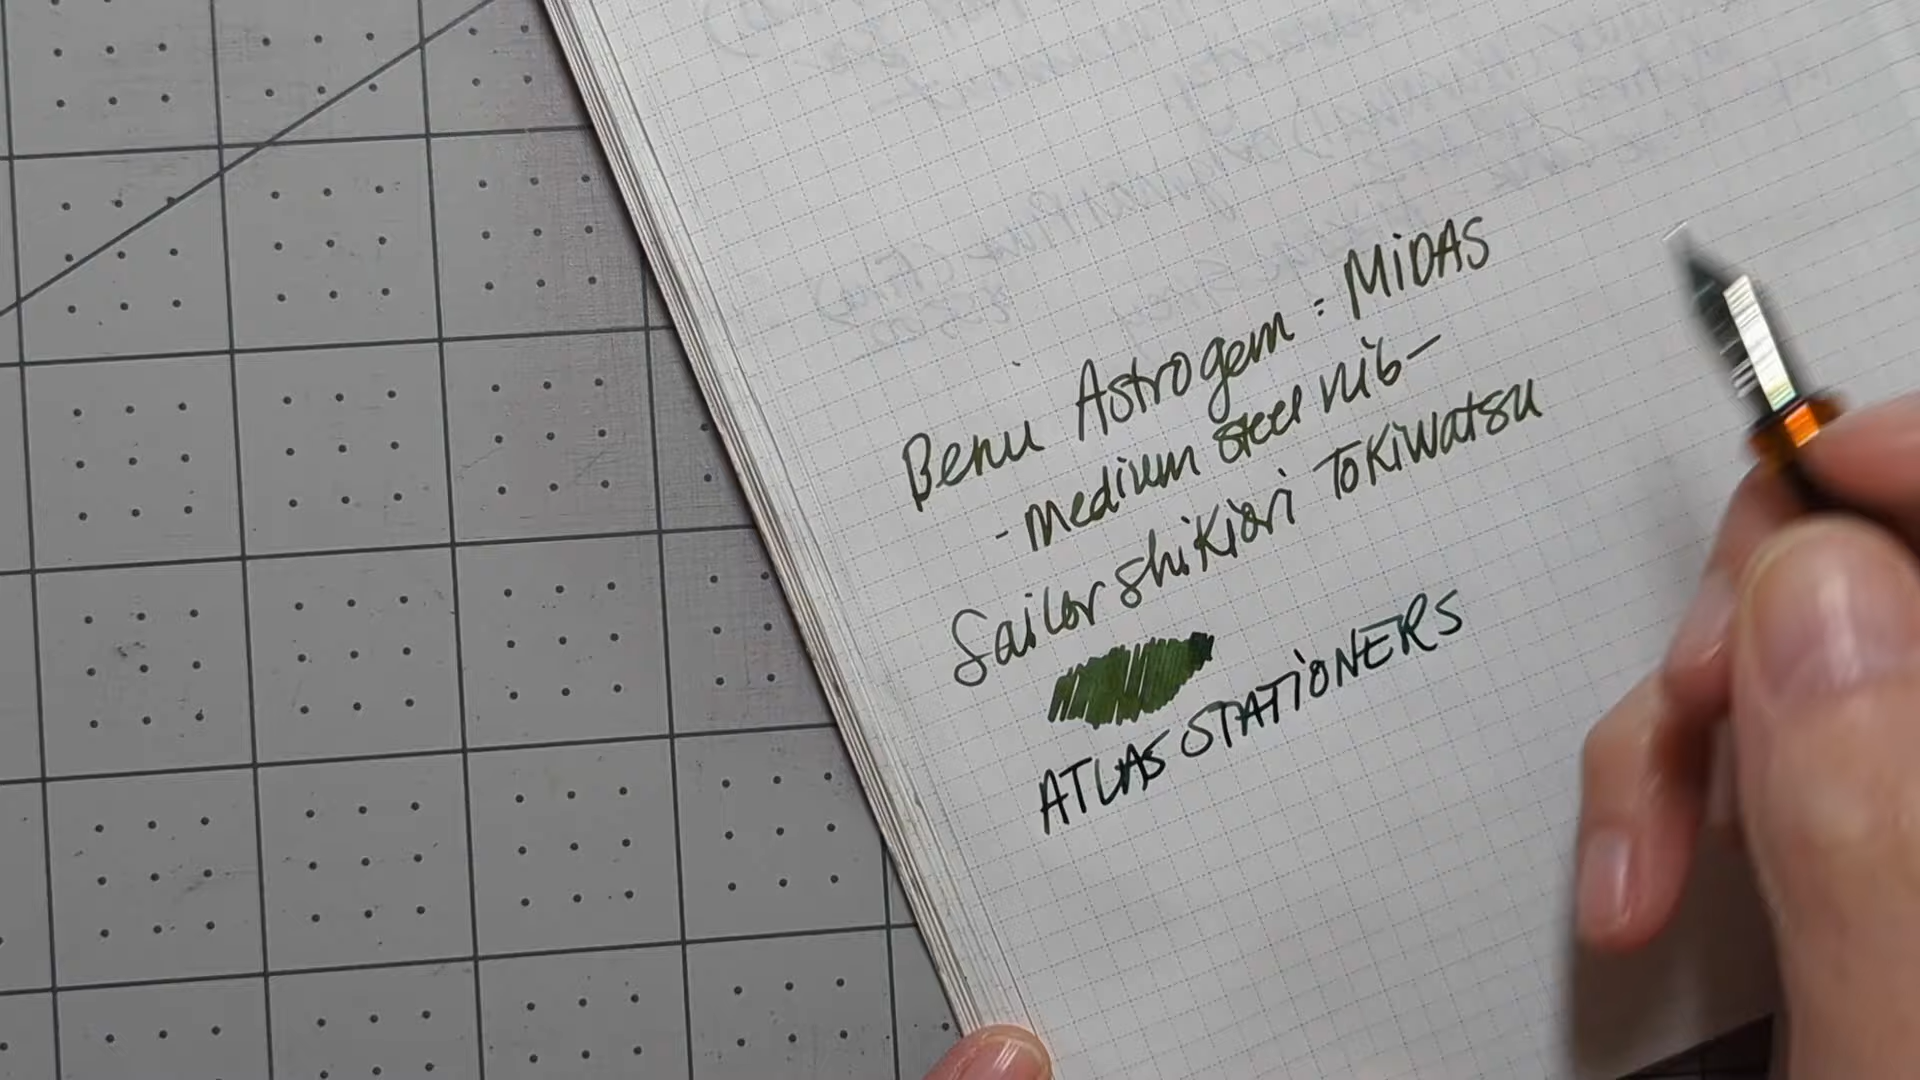 Benu Astrogem : MiDAS
- Medium steel nib -
Sailor Shikiori Tokiwatsu
ATLAS STATiONERS